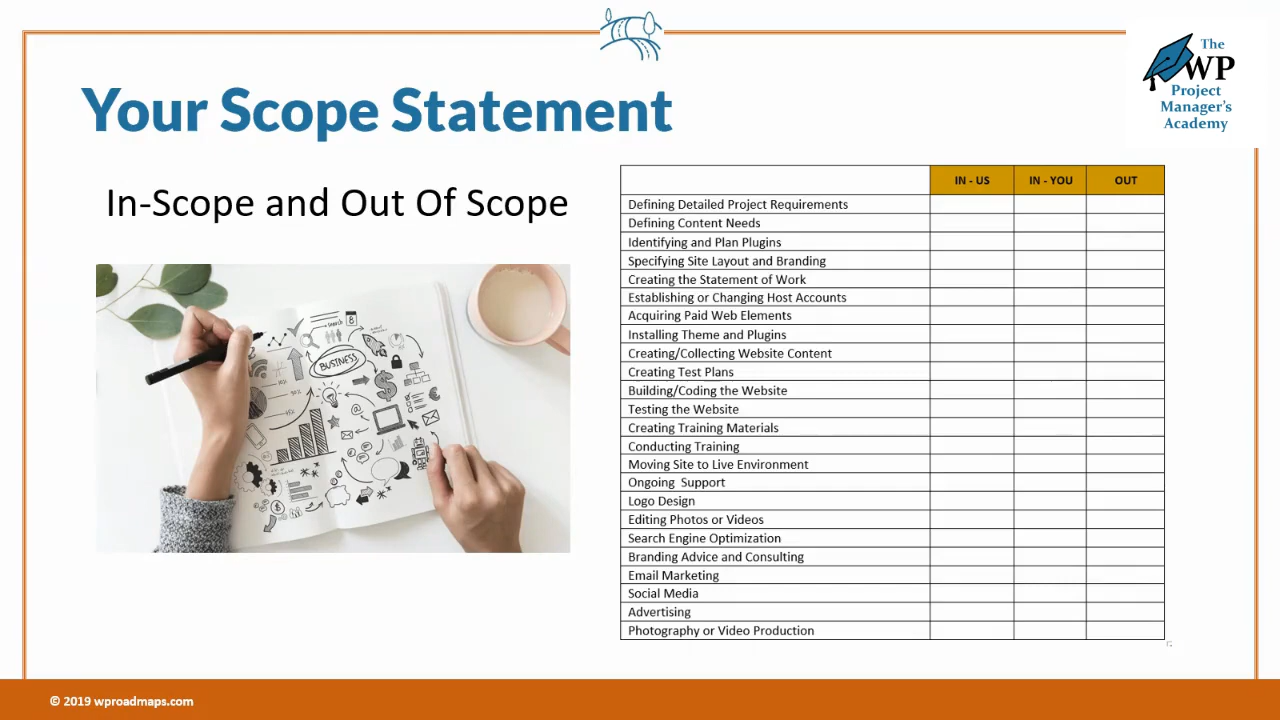 The
WP
Project
Manager's
Academy
Your Scope Statement
In-Scope and Out Of Scope
search
8
BUSINESS
IN - US
IN - YOU
OUT
Defining Detailed Project Requirements
Defining Content Needs
Identifying and Plan Plugins
Specifying Site Layout and Branding
Creating the Statement of Work
Establishing or Changing Host Accounts
Acquiring Paid Web Elements
Installing Theme and Plugins
Creating/Collecting Website Content
Creating Test Plans
Building/Coding the Website
Testing the Website
Creating Training Materials
Conducting Training
Moving Site to Live Environment
Ongoing  Support
Logo Design
Editing Photos or Videos
Search Engine Optimization
Branding Advice and Consulting
Email Marketing
Social Media
Advertising
Photography or Video Production
© 2019 wproadmaps.com